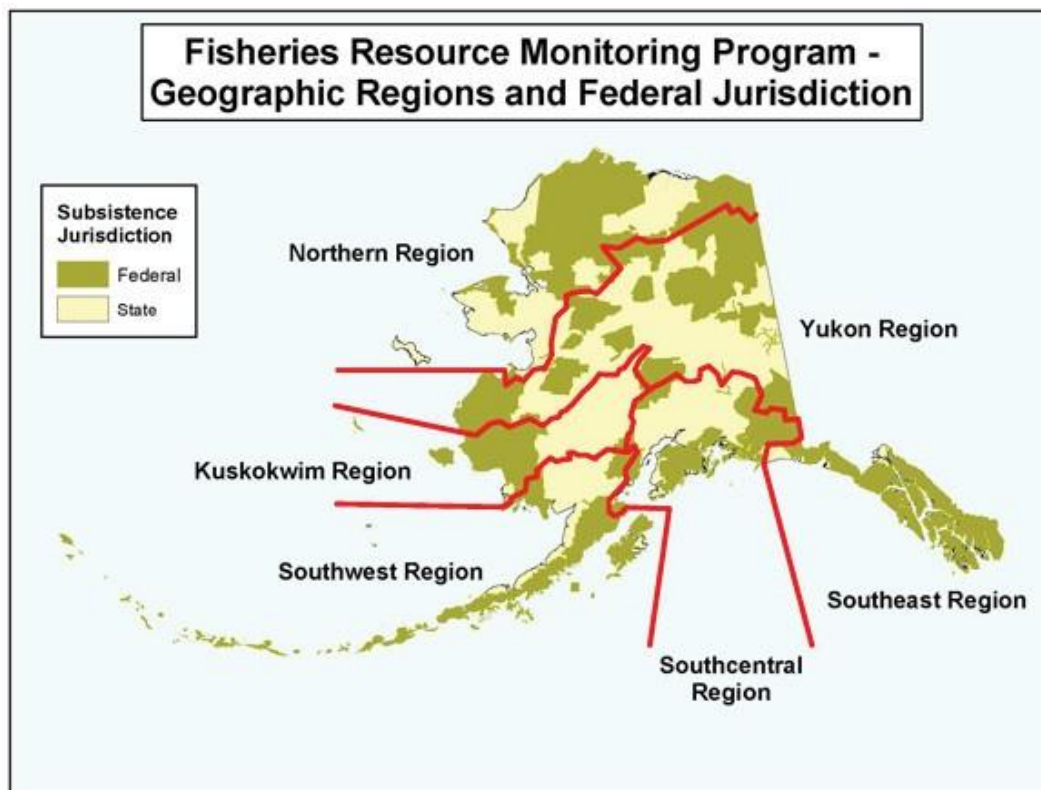 Fisheries Resource Monitoring Program -
Geographic Regions and Federal Jurisdiction
Subsistence
Jurisdiction
Federal
State
Northern Region
Yukon Region
Kuskokwim Region
Southwest Region
Southeast Region
Southcentral
Region